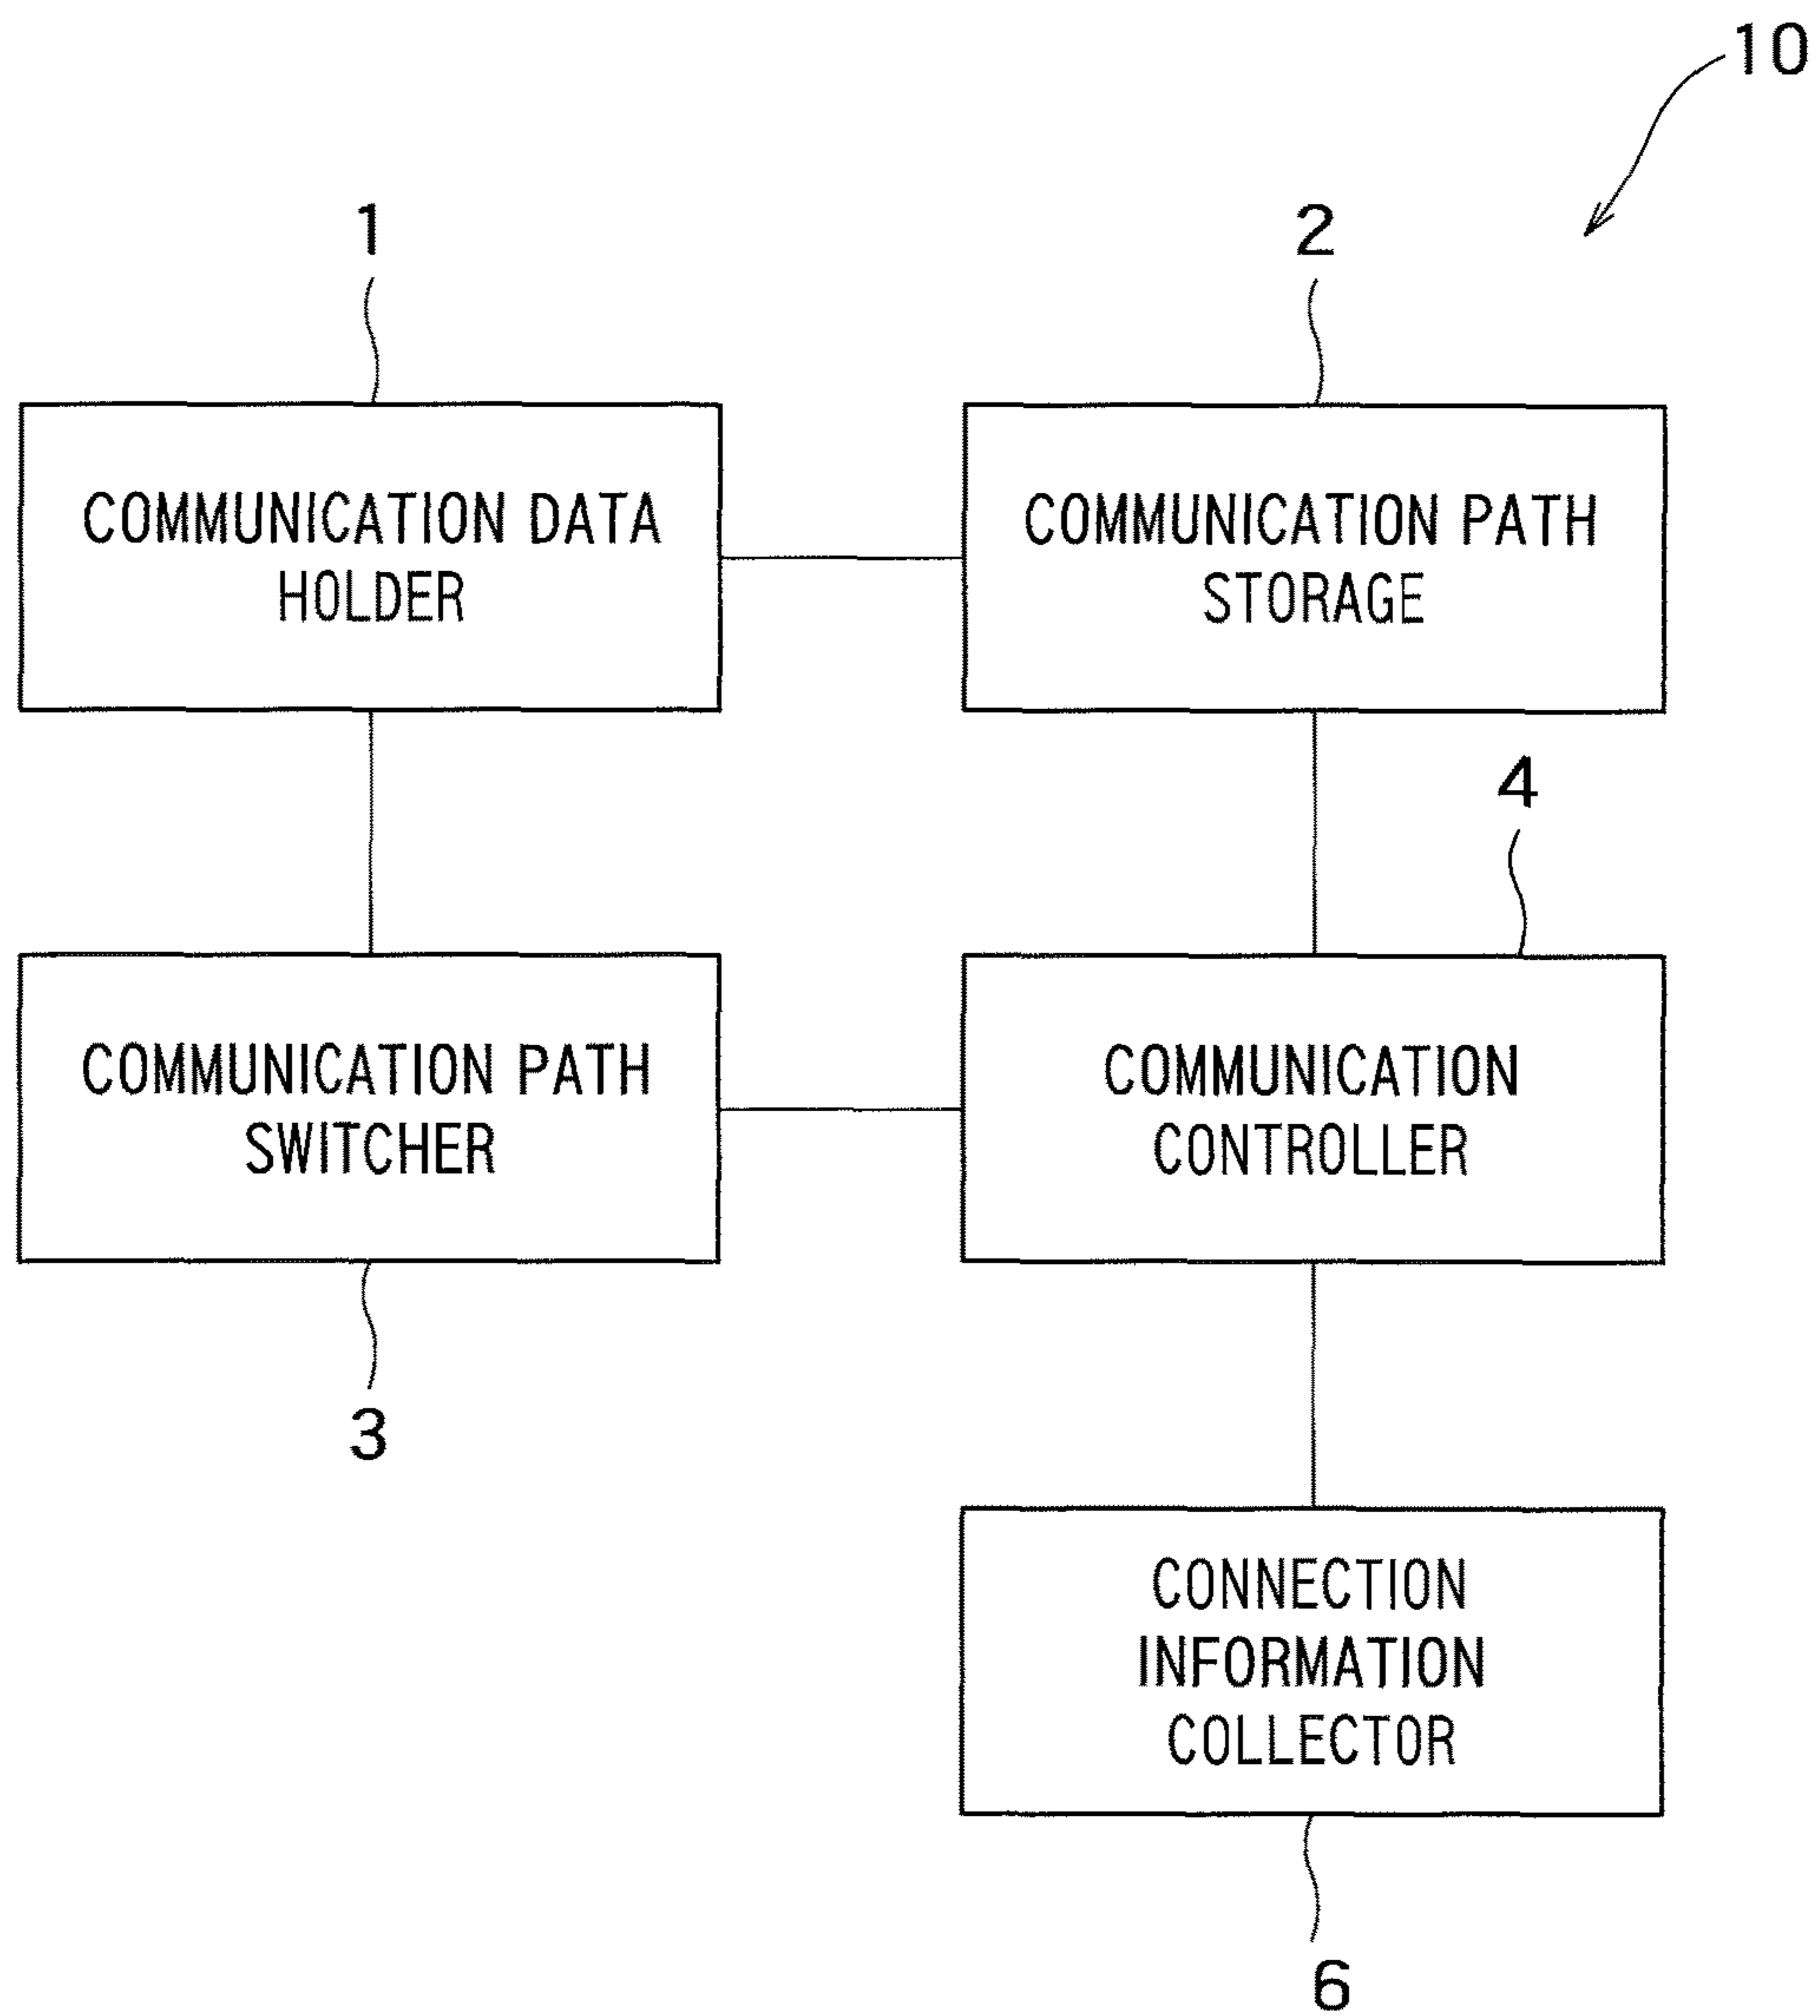 10
1
2
COMMUNICATION DATA
HOLDER
COMMUNICATION PATH
STORAGE
4
COMMUNICATION PATH
SWITCHER
COMMUNICATION
CONTROLLER
3
CONNECTION
INFORMATION
COLLECTOR
6